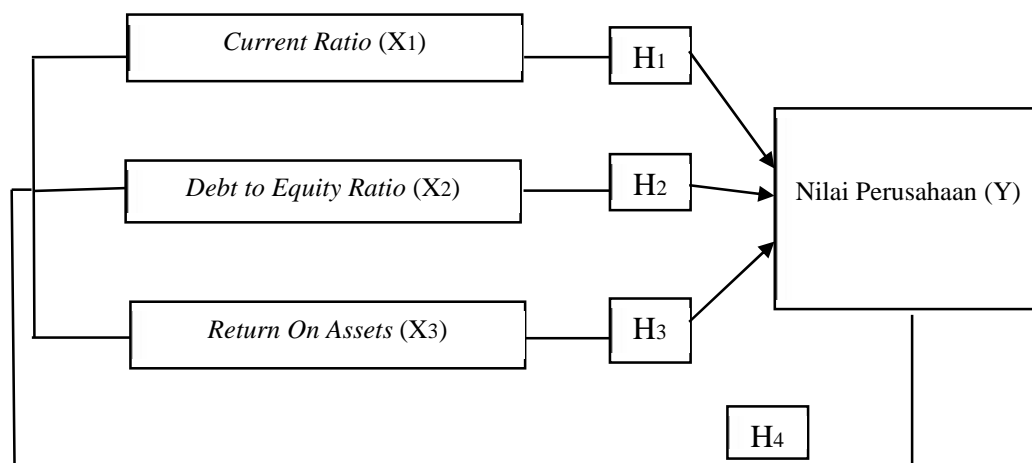 Current Ratio (X1)
H1
Debt to Equity Ratio (X2)
H2
Nilai Perusahaan (Y)
Return On Assets (X3)
H3
H4